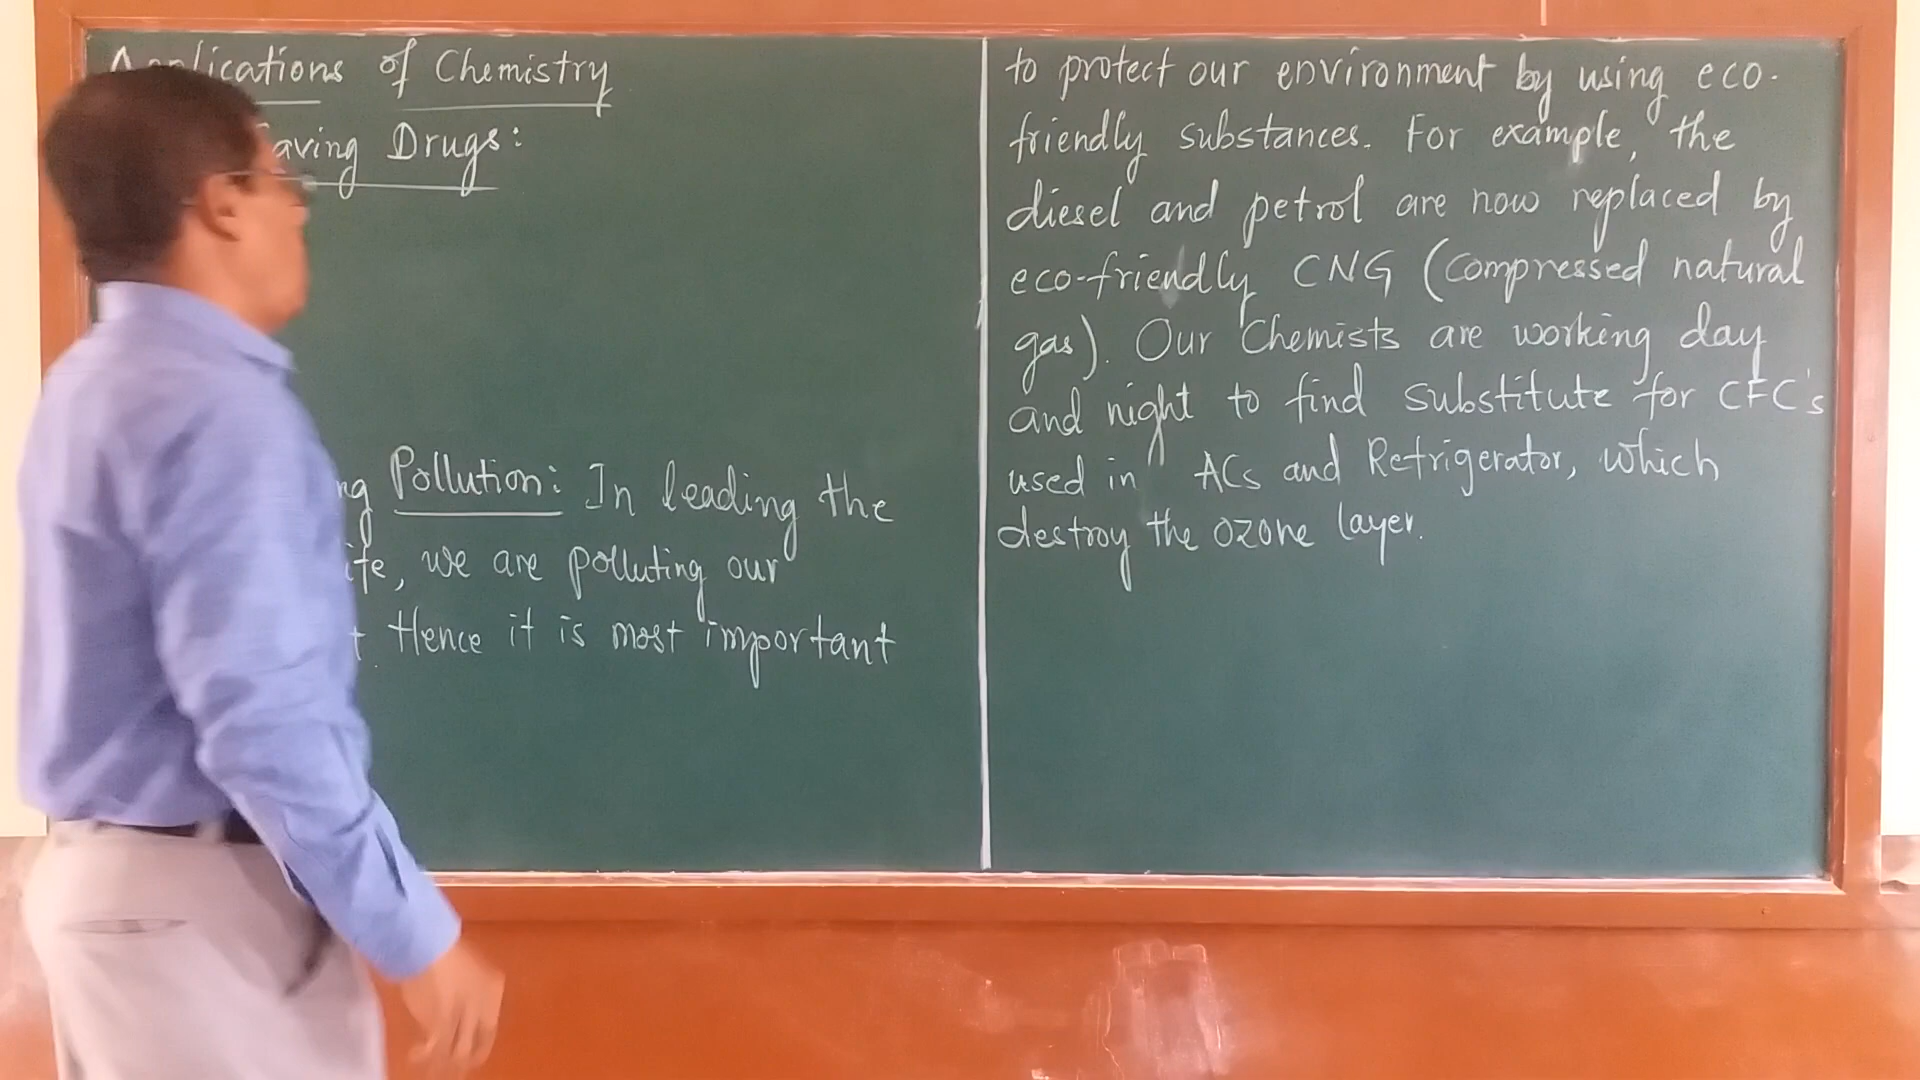 Applications of Chemistry
aving Drugs:
ng Pollution: In leading the
ife, we are polluting our
t. Hence it is most important
to protect our environment by using eco-
friendly substances. For example, the
diesel and petrol are now replaced by
eco-friendly CNG (Compressed natural
gas). Our Chemists are working day
and night to find substitute for CFC's
used in ACs and Refrigerator, which
destroy the ozone layer.